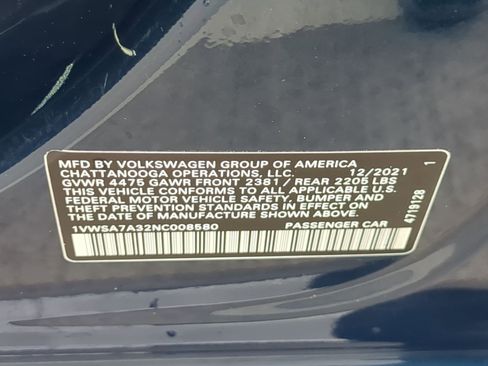 MFD BY VOLKSWAGEN GROUP OF AMERICA
CHATTANOOGA OPERATIONS, LLC. 12/2021 1
GVWR 4475 GAWR FRONT 2381 / REAR 2205 LBS
THIS VEHICLE CONFORMS TO ALL APPLICABLE U.S.
FEDERAL MOTOR VEHICLE SAFETY, BUMPER AND
THEFT PREVENTION STANDARDS IN EFFECT ON
THE DATE OF MANUFACTURE SHOWN ABOVE.
1VWSA7A32NC008580 PASSENGER CAR
4719128